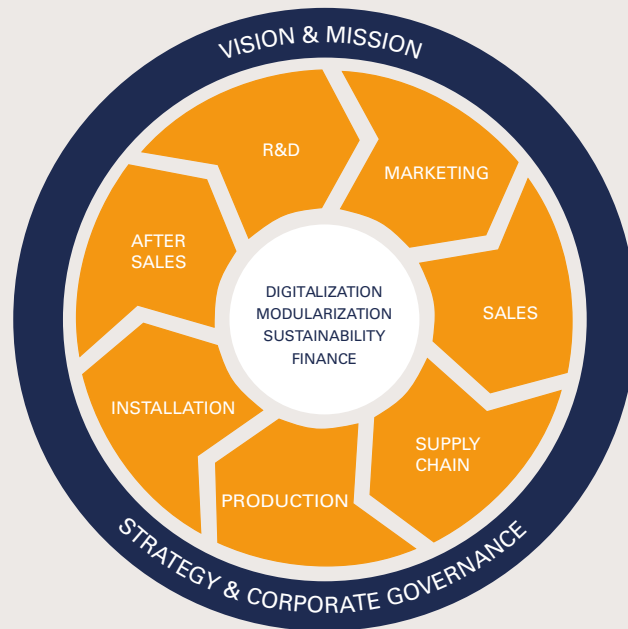 VISION & MISSION
R&D
MARKETING
AFTER
SALES
SALES
DIGITALIZATION
MODULARIZATION
SUSTAINABILITY
FINANCE
INSTALLATION
SUPPLY
CHAIN
PRODUCTION
STRATEGY & CORPORATE GOVERNANCE